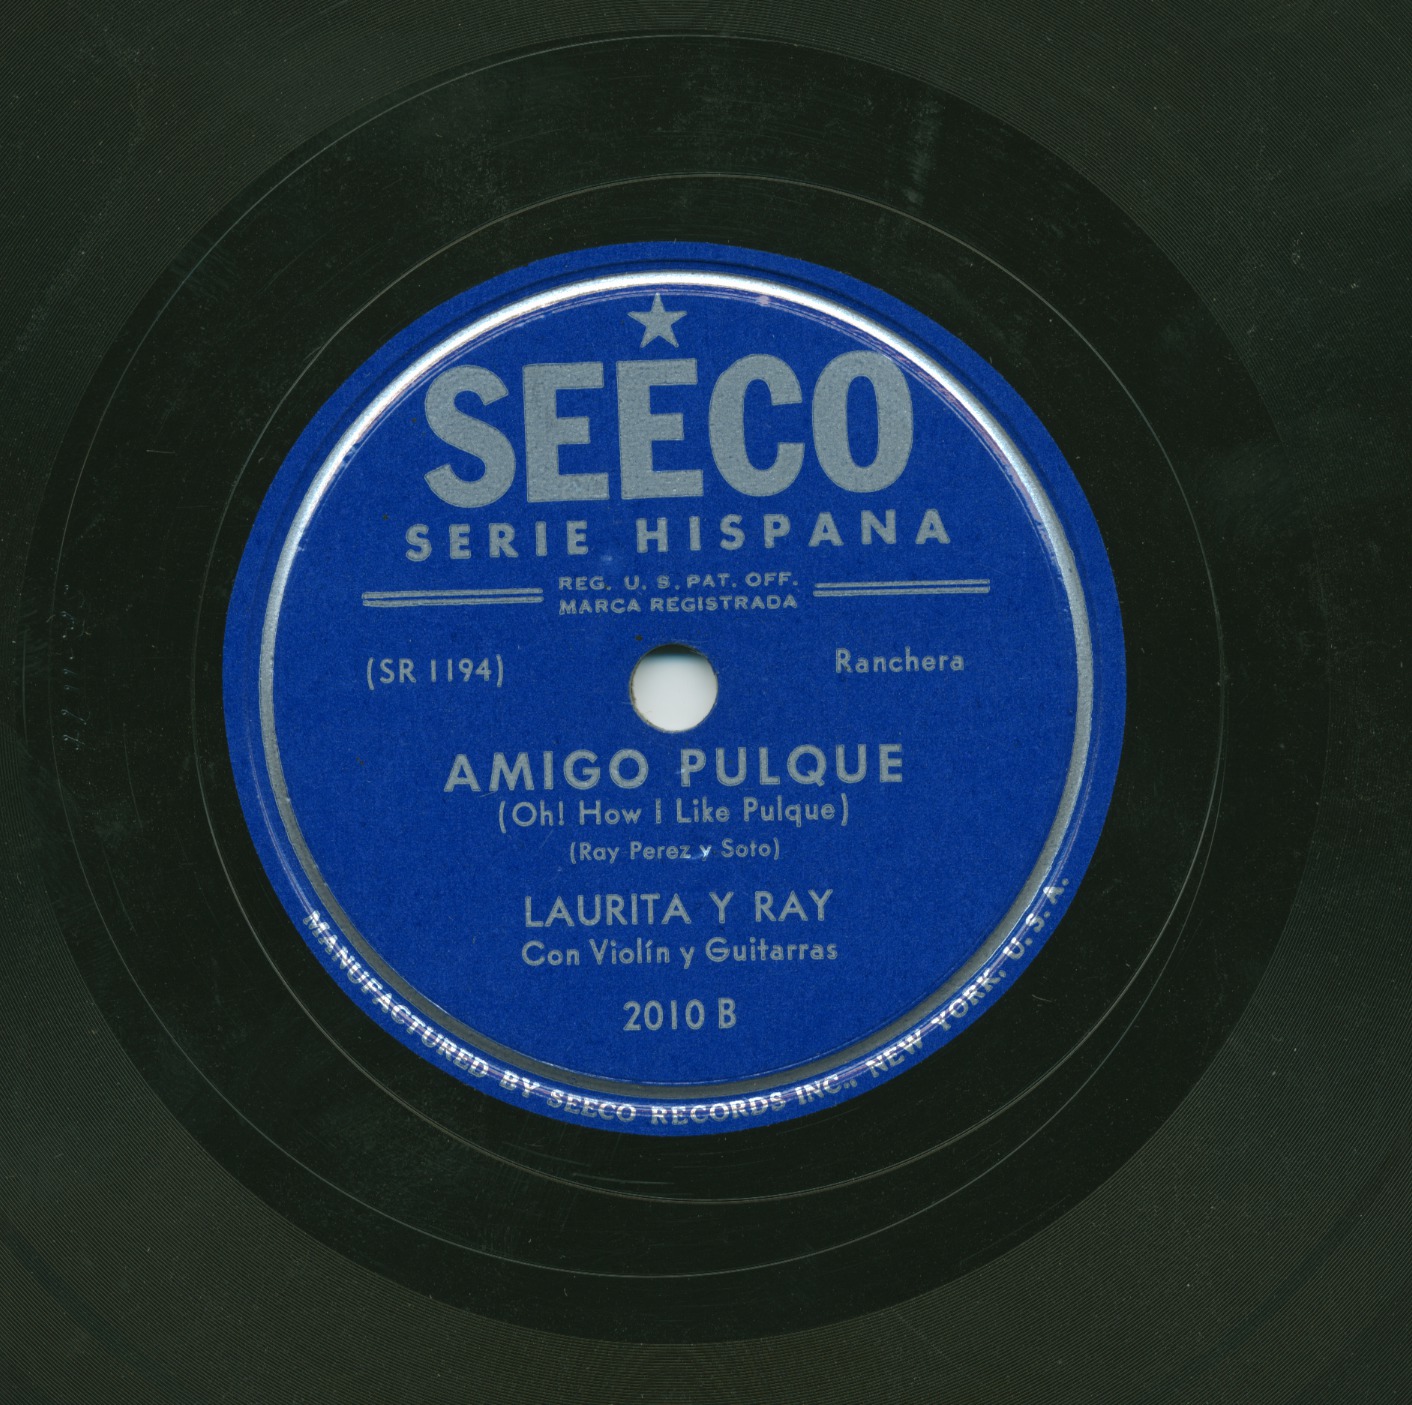 SEECO
SERIE HISPANA
REG. U. S. PAT. OFF.
MARCA REGISTRADA
(SR 1194)
Ranchera
AMIGO PULQUE
(Oh! How I Like Pulque)
(Ray Perez y Soto)
LAURITA Y RAY
Con Violín y Guitarras
2010 B
MANUFACTURED BY SEECO RECORDS INC., NEW YORK, U. S. A.